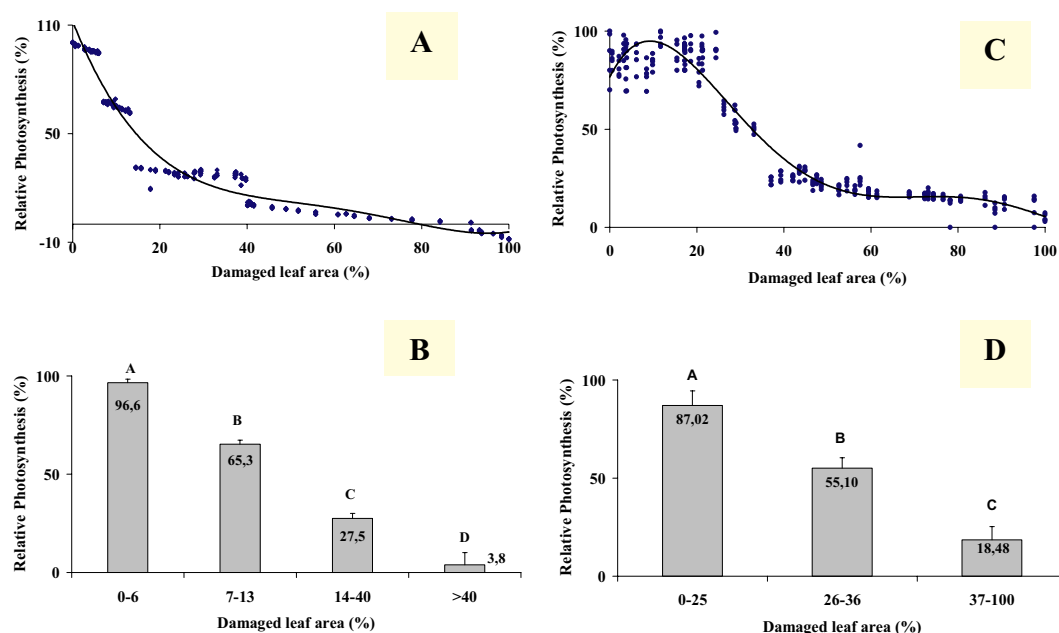 110
50
-10
Relative Photosynthesis (%)
0
20
40
60
80
100
Damaged leaf area (%)
A
100
50
0
Relative Photosynthesis (%)
0
20
40
60
80
100
Damaged leaf area (%)
C
B
100
50
0
Relative Photosynthesis (%)
A
96,6
B
65,3
C
27,5
D
3,8
0-6
7-13
14-40
>40
Damaged leaf area (%)
D
100
50
0
Relative Photosynthesis (%)
A
87,02
B
55,10
C
18,48
0-25
26-36
37-100
Damaged leaf area (%)